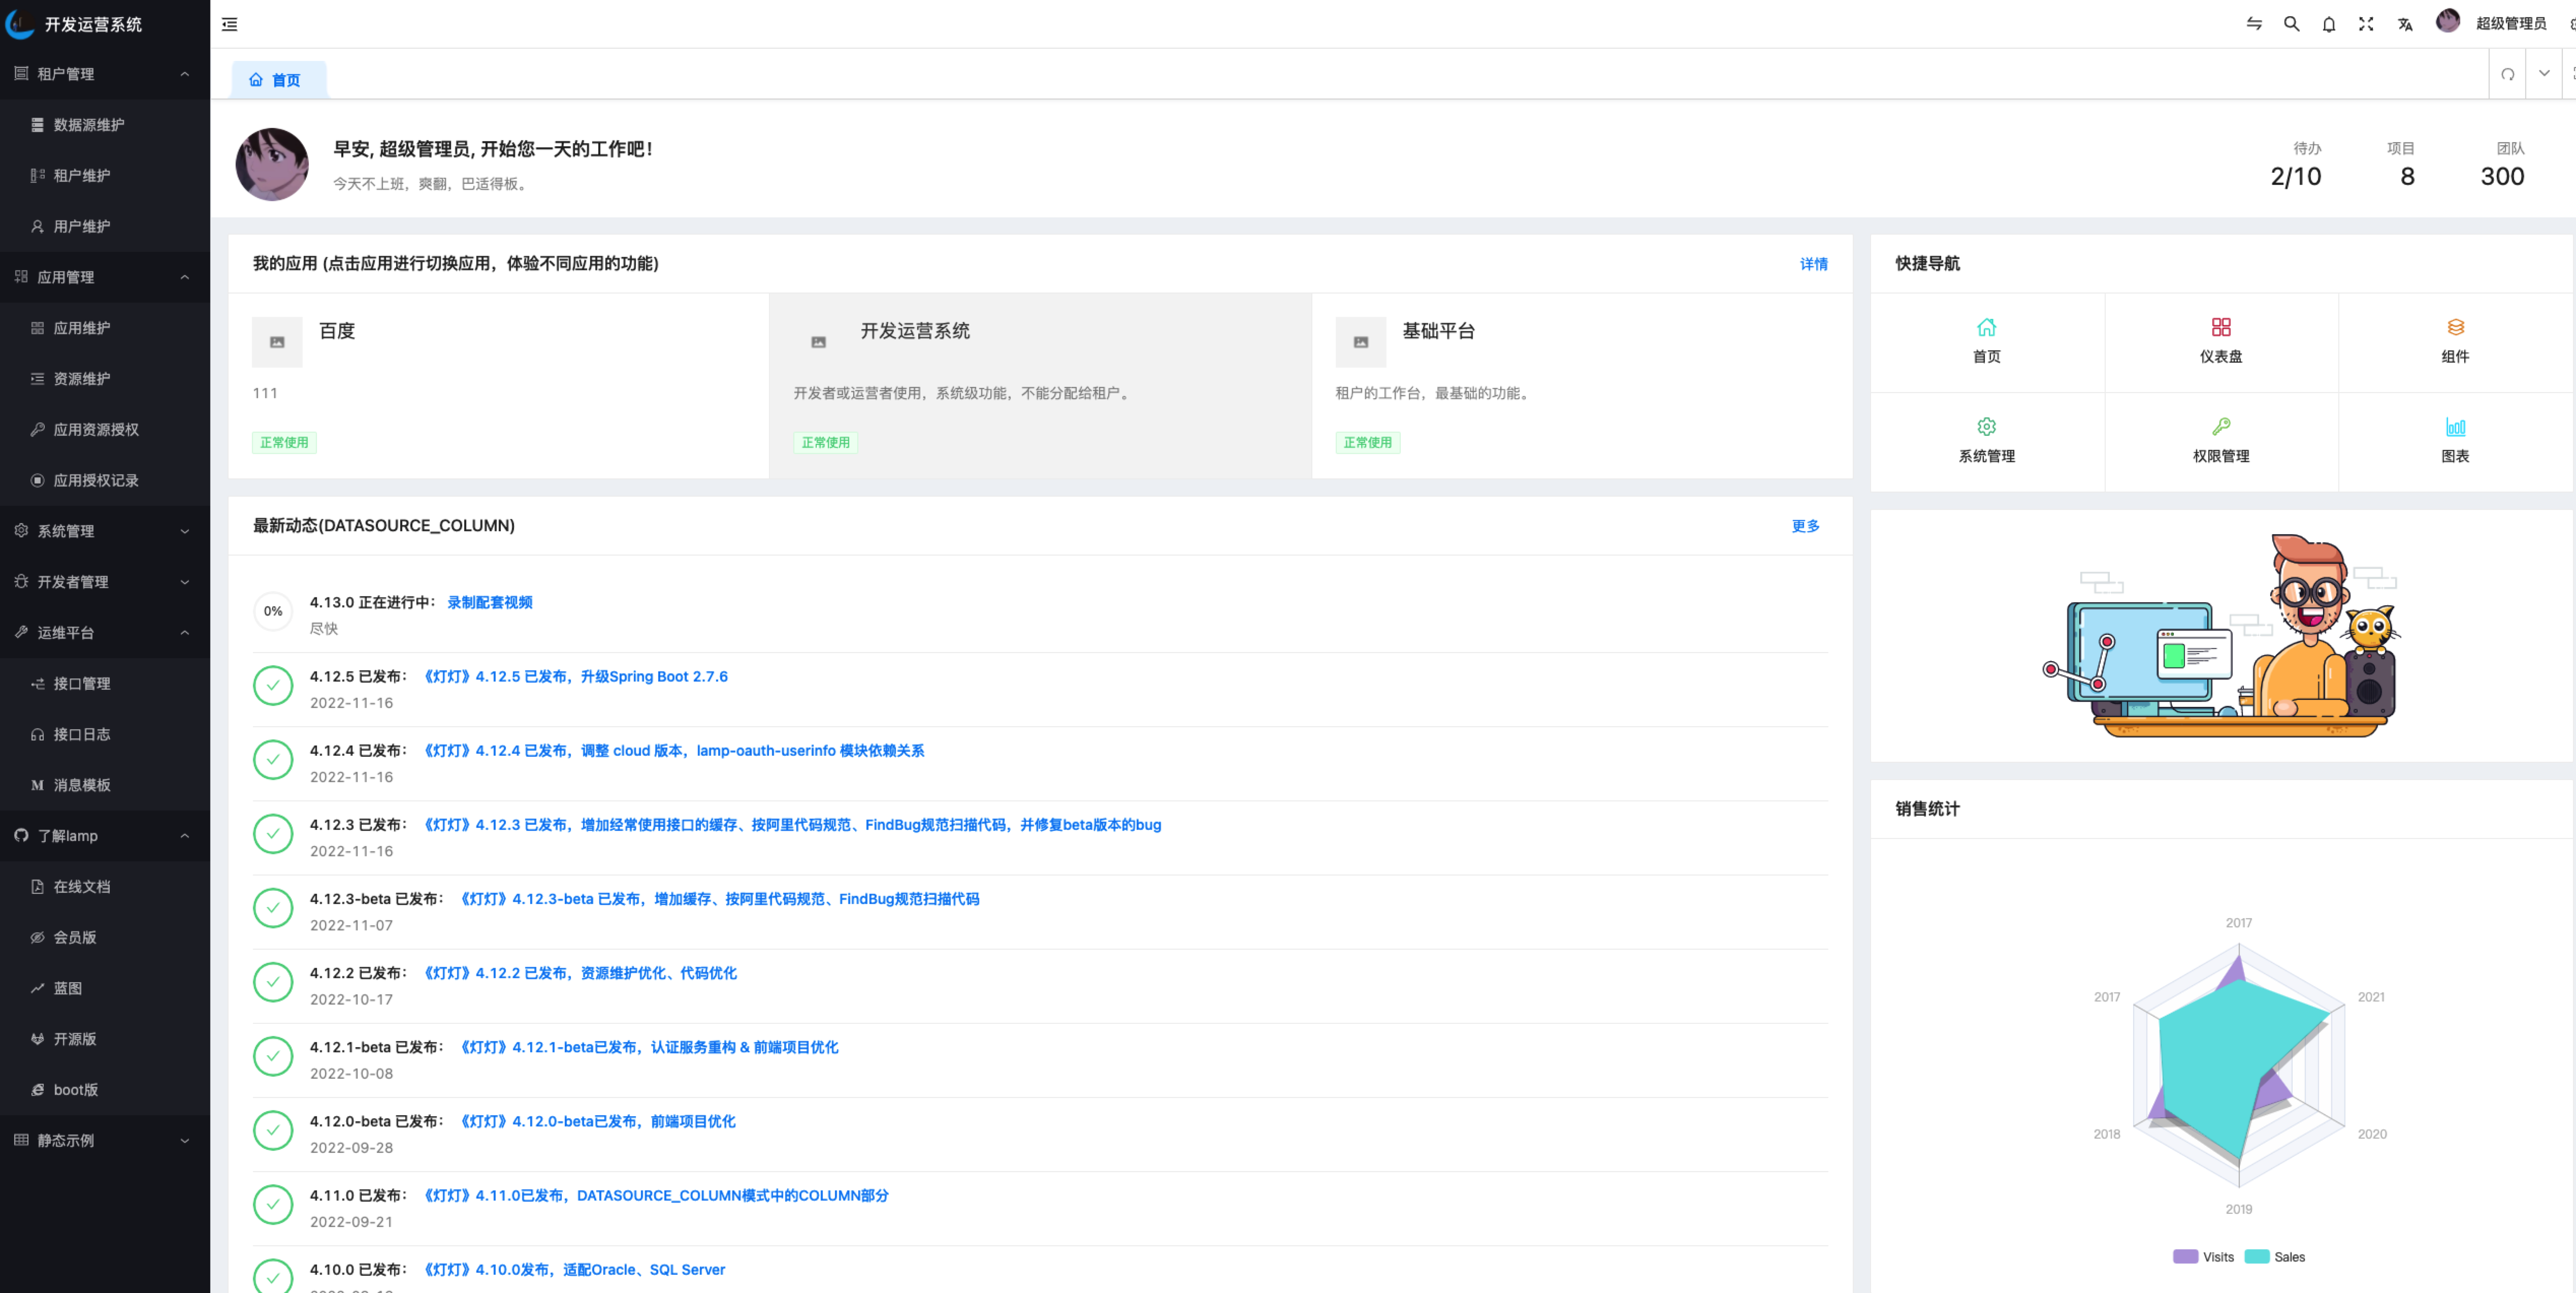 开发运营系统
租户管理
数据源维护
租户维护
用户维护
应用管理
应用维护
资源维护
应用资源授权
应用授权记录
系统管理
开发者管理
运维平台
接口管理
接口日志
消息模板
了解lamp
在线文档
会员版
蓝图
开源版
boot版
静态示例
超级管理员
首页
早安, 超级管理员, 开始您一天的工作吧!
今天不上班，爽翻，巴适得板。
待办
2/10
项目
8
团队
300
我的应用 (点击应用进行切换应用，体验不同应用的功能)
详情
百度
111
正常使用
开发运营系统
开发者或运营者使用，系统级功能，不能分配给租户。
正常使用
基础平台
租户的工作台，最基础的功能。
正常使用
最新动态(DATASOURCE_COLUMN)
更多
0%
4.13.0 正在进行中： 录制配套视频
尽快
4.12.5 已发布： 《灯灯》4.12.5 已发布，升级Spring Boot 2.7.6
2022-11-16
4.12.4 已发布： 《灯灯》4.12.4 已发布，调整 cloud 版本，lamp-oauth-userinfo 模块依赖关系
2022-11-16
4.12.3 已发布： 《灯灯》4.12.3 已发布，增加经常使用接口的缓存、按阿里代码规范、FindBug规范扫描代码，并修复beta版本的bug
2022-11-16
4.12.3-beta 已发布： 《灯灯》4.12.3-beta 已发布，增加缓存、按阿里代码规范、FindBug规范扫描代码
2022-11-07
4.12.2 已发布： 《灯灯》4.12.2 已发布，资源维护优化、代码优化
2022-10-17
4.12.1-beta 已发布： 《灯灯》4.12.1-beta已发布，认证服务重构 & 前端项目优化
2022-10-08
4.12.0-beta 已发布： 《灯灯》4.12.0-beta已发布，前端项目优化
2022-09-28
4.11.0 已发布： 《灯灯》4.11.0已发布，DATASOURCE_COLUMN模式中的COLUMN部分
2022-09-21
4.10.0 已发布： 《灯灯》4.10.0发布，适配Oracle、SQL Server
快捷导航
首页
仪表盘
组件
系统管理
权限管理
图表
销售统计
2017
2017
2021
2018
2020
2019
Visits
Sales